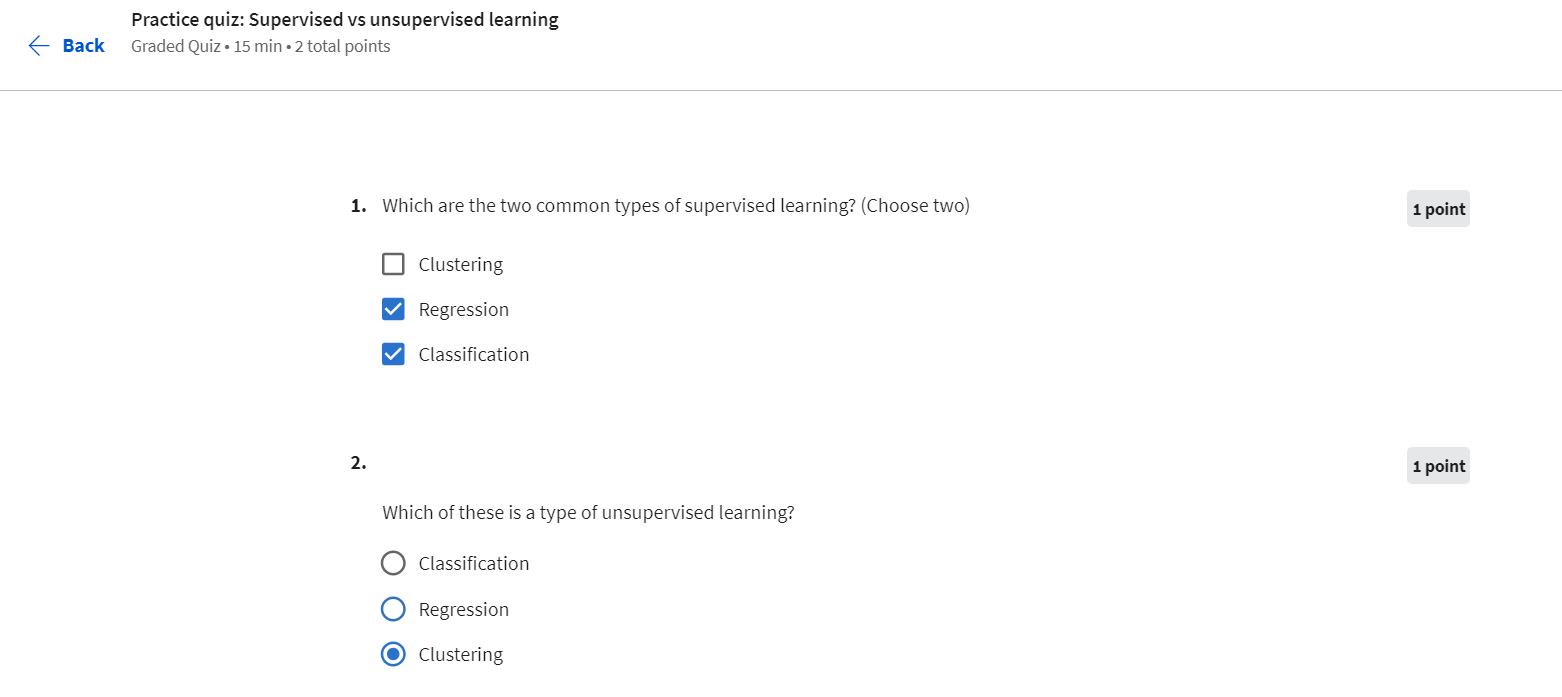 Practice quiz: Supervised vs unsupervised learning
Back
Graded Quiz • 15 min • 2 total points
1. Which are the two common types of supervised learning? (Choose two)
1 point
Clustering
Regression
Classification
2.
1 point
Which of these is a type of unsupervised learning?
Classification
Regression
Clustering